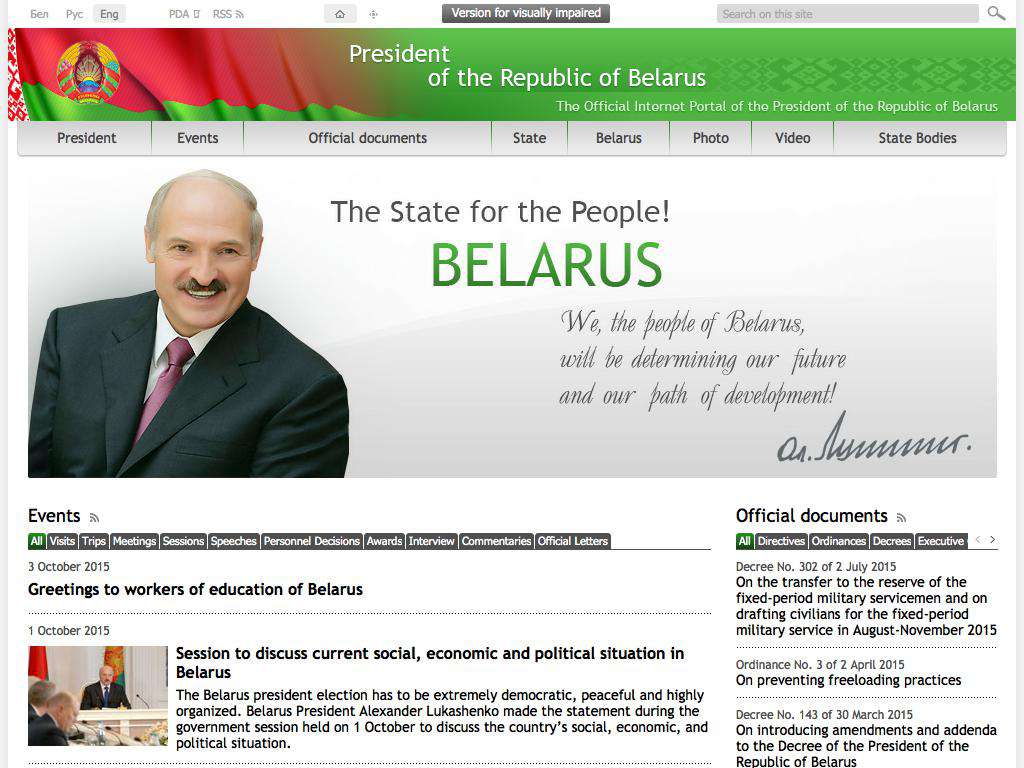 Бел Рус Eng PDA RSS Version for visually impaired Search on this site
President
of the Republic of Belarus
The Official Internet Portal of the President of the Republic of Belarus
President Events Official documents State Belarus Photo Video State Bodies
The State for the People!
BELARUS
We, the people of Belarus,
will be determining our future
and our path of development!
Events
All Visits Trips Meetings Sessions Speeches Personnel Decisions Awards Interview Commentaries Official Letters
3 October 2015
Greetings to workers of education of Belarus
1 October 2015
Session to discuss current social, economic and political situation in
Belarus
The Belarus president election has to be extremely democratic, peaceful and highly
organized. Belarus President Alexander Lukashenko made the statement during the
government session held on 1 October to discuss the country's social, economic, and
political situation.
Official documents
All Directives Ordinances Decrees Executive
Decree No. 302 of 2 July 2015
On the transfer to the reserve of the
fixed-period military servicemen and on
drafting civilians for the fixed-period
military service in August-November 2015
Ordinance No. 3 of 2 April 2015
On preventing freeloading practices
Decree No. 143 of 30 March 2015
On introducing amendments and addenda
to the Decree of the President of the
Republic of Belarus